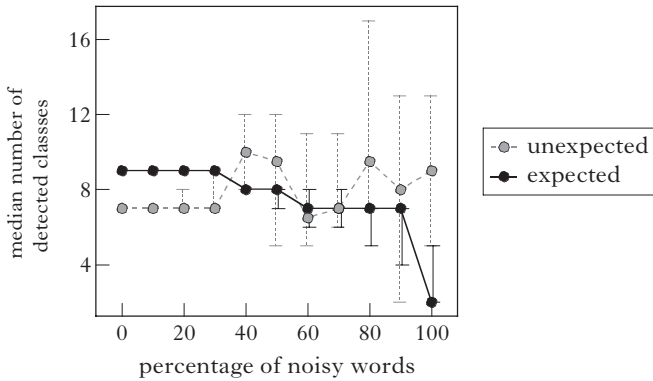 16
12
8
4
median number of
detected classses
0 20 40 60 80 100
percentage of noisy words
unexpected
expected